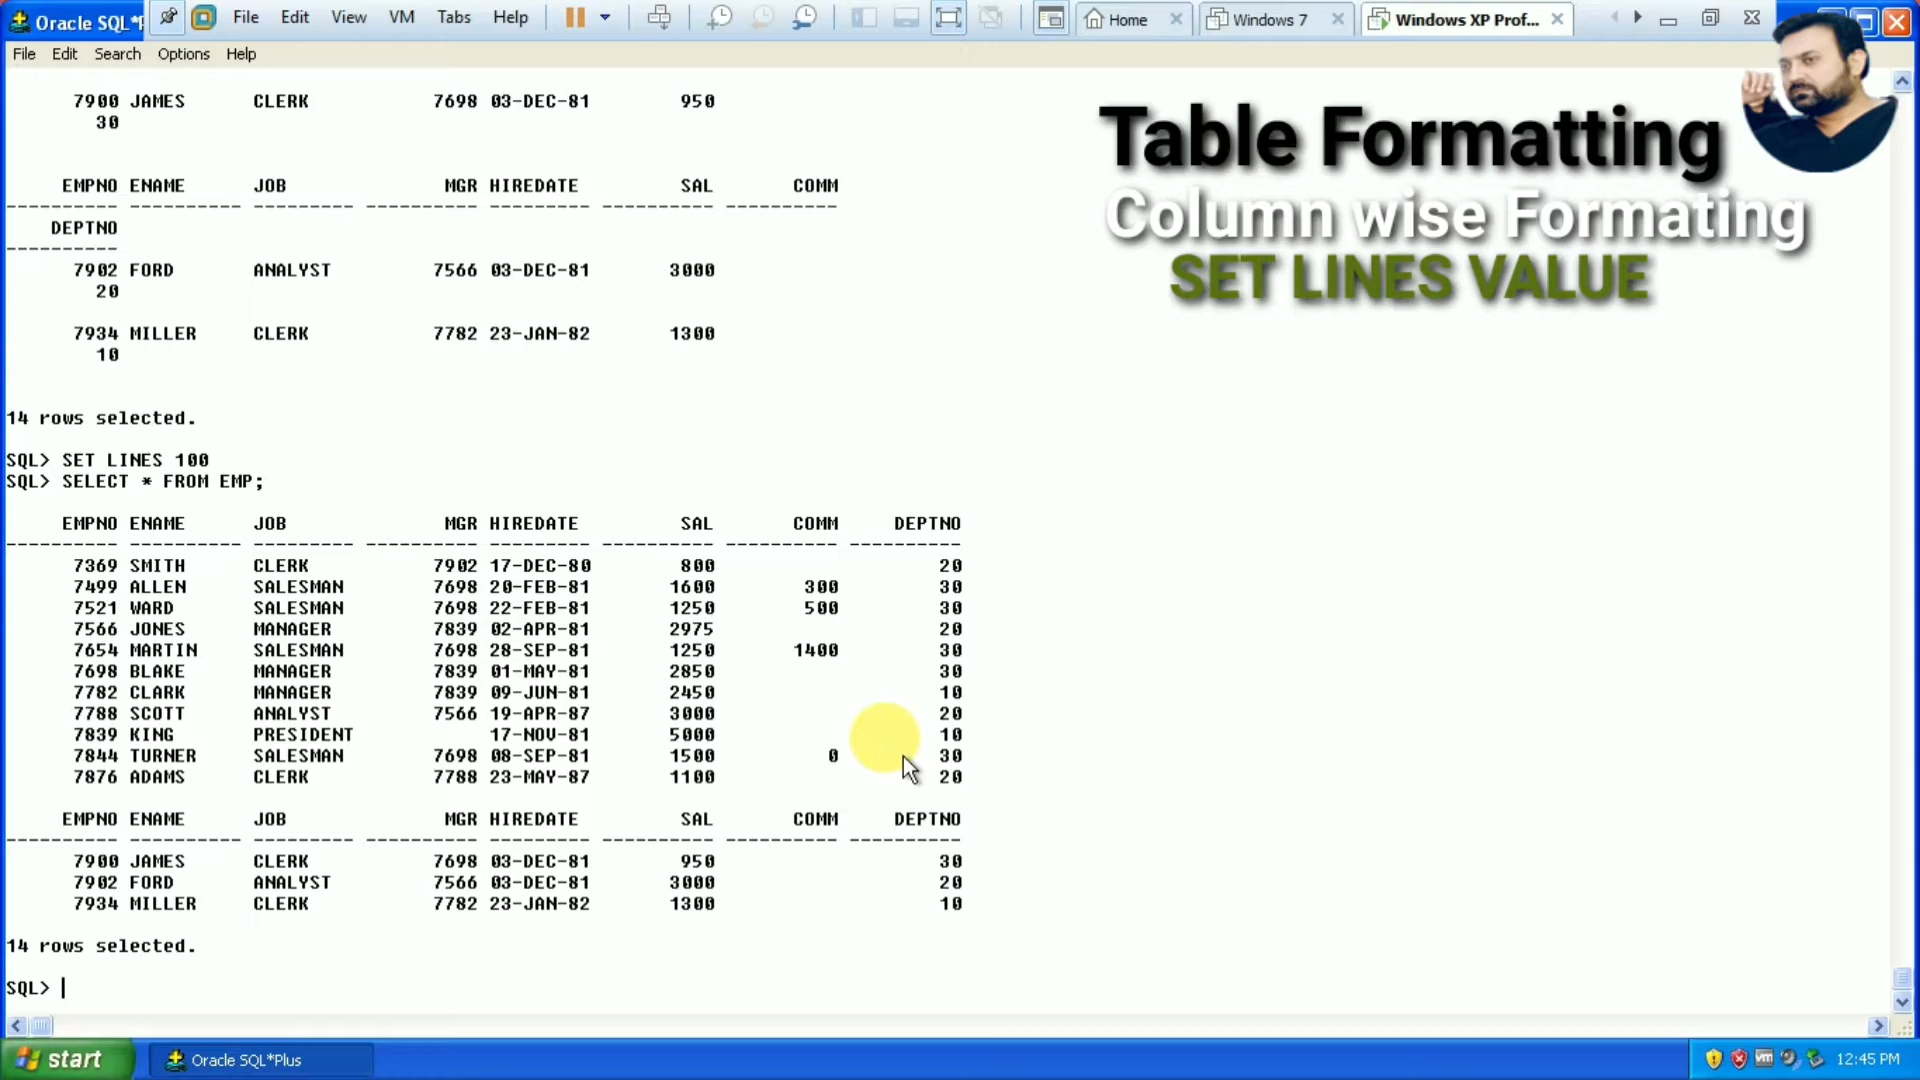 Oracle SQL*P
File Edit View VM Tabs Help
Home
Windows 7
Windows XP Prof...
File Edit Search Options Help
Table Formatting
Column wise Formating
SET LINES VALUE
7900 JAMES CLERK 7698 03-DEC-81 950
30
EMPNO ENAME JOB MGR HIREDATE SAL COMM
---------- ---------- --------- ---------- --------- ---------- ----------
DEPTNO
----------
7902 FORD ANALYST 7566 03-DEC-81 3000
20
7934 MILLER CLERK 7782 23-JAN-82 1300
10
14 rows selected.
SQL> SET LINES 100
SQL> SELECT * FROM EMP;
EMPNO ENAME JOB MGR HIREDATE SAL COMM DEPTNO
---------- ---------- --------- ---------- --------- ---------- ---------- ----------
7369 SMITH CLERK 7902 17-DEC-80 800 20
7499 ALLEN SALESMAN 7698 20-FEB-81 1600 300 30
7521 WARD SALESMAN 7698 22-FEB-81 1250 500 30
7566 JONES MANAGER 7839 02-APR-81 2975 20
7654 MARTIN SALESMAN 7698 28-SEP-81 1250 1400 30
7698 BLAKE MANAGER 7839 01-MAY-81 2850 30
7782 CLARK MANAGER 7839 09-JUN-81 2450 10
7788 SCOTT ANALYST 7566 19-APR-87 3000 20
7839 KING PRESIDENT 17-NOV-81 5000 10
7844 TURNER SALESMAN 7698 08-SEP-81 1500 0 30
7876 ADAMS CLERK 7788 23-MAY-87 1100 20
EMPNO ENAME JOB MGR HIREDATE SAL COMM DEPTNO
---------- ---------- --------- ---------- --------- ---------- ---------- ----------
7900 JAMES CLERK 7698 03-DEC-81 950 30
7902 FORD ANALYST 7566 03-DEC-81 3000 20
7934 MILLER CLERK 7782 23-JAN-82 1300 10
14 rows selected.
SQL>
start
Oracle SQL*Plus
12:45 PM